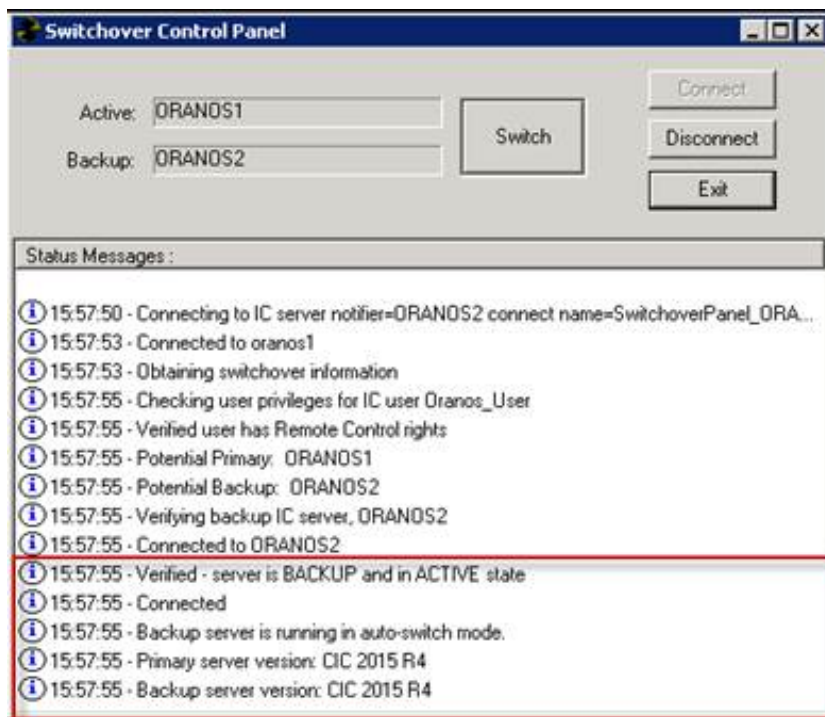 Switchover Control Panel
Active: ORANOS1
Backup: ORANOS2
Switch
Connect
Disconnect
Exit
Status Messages :
15:57:50 - Connecting to IC server notifier=ORANOS2 connect name=SwitchoverPanel_ORA...
15:57:53 - Connected to oranos1
15:57:53 - Obtaining switchover information
15:57:55 - Checking user privileges for IC user Oranos_User
15:57:55 - Verified user has Remote Control rights
15:57:55 - Potential Primary: ORANOS1
15:57:55 - Potential Backup: ORANOS2
15:57:55 - Verifying backup IC server, ORANOS2
15:57:55 - Connected to ORANOS2
15:57:55 - Verified - server is BACKUP and in ACTIVE state
15:57:55 - Connected
15:57:55 - Backup server is running in auto-switch mode.
15:57:55 - Primary server version: CIC 2015 R4
15:57:55 - Backup server version: CIC 2015 R4